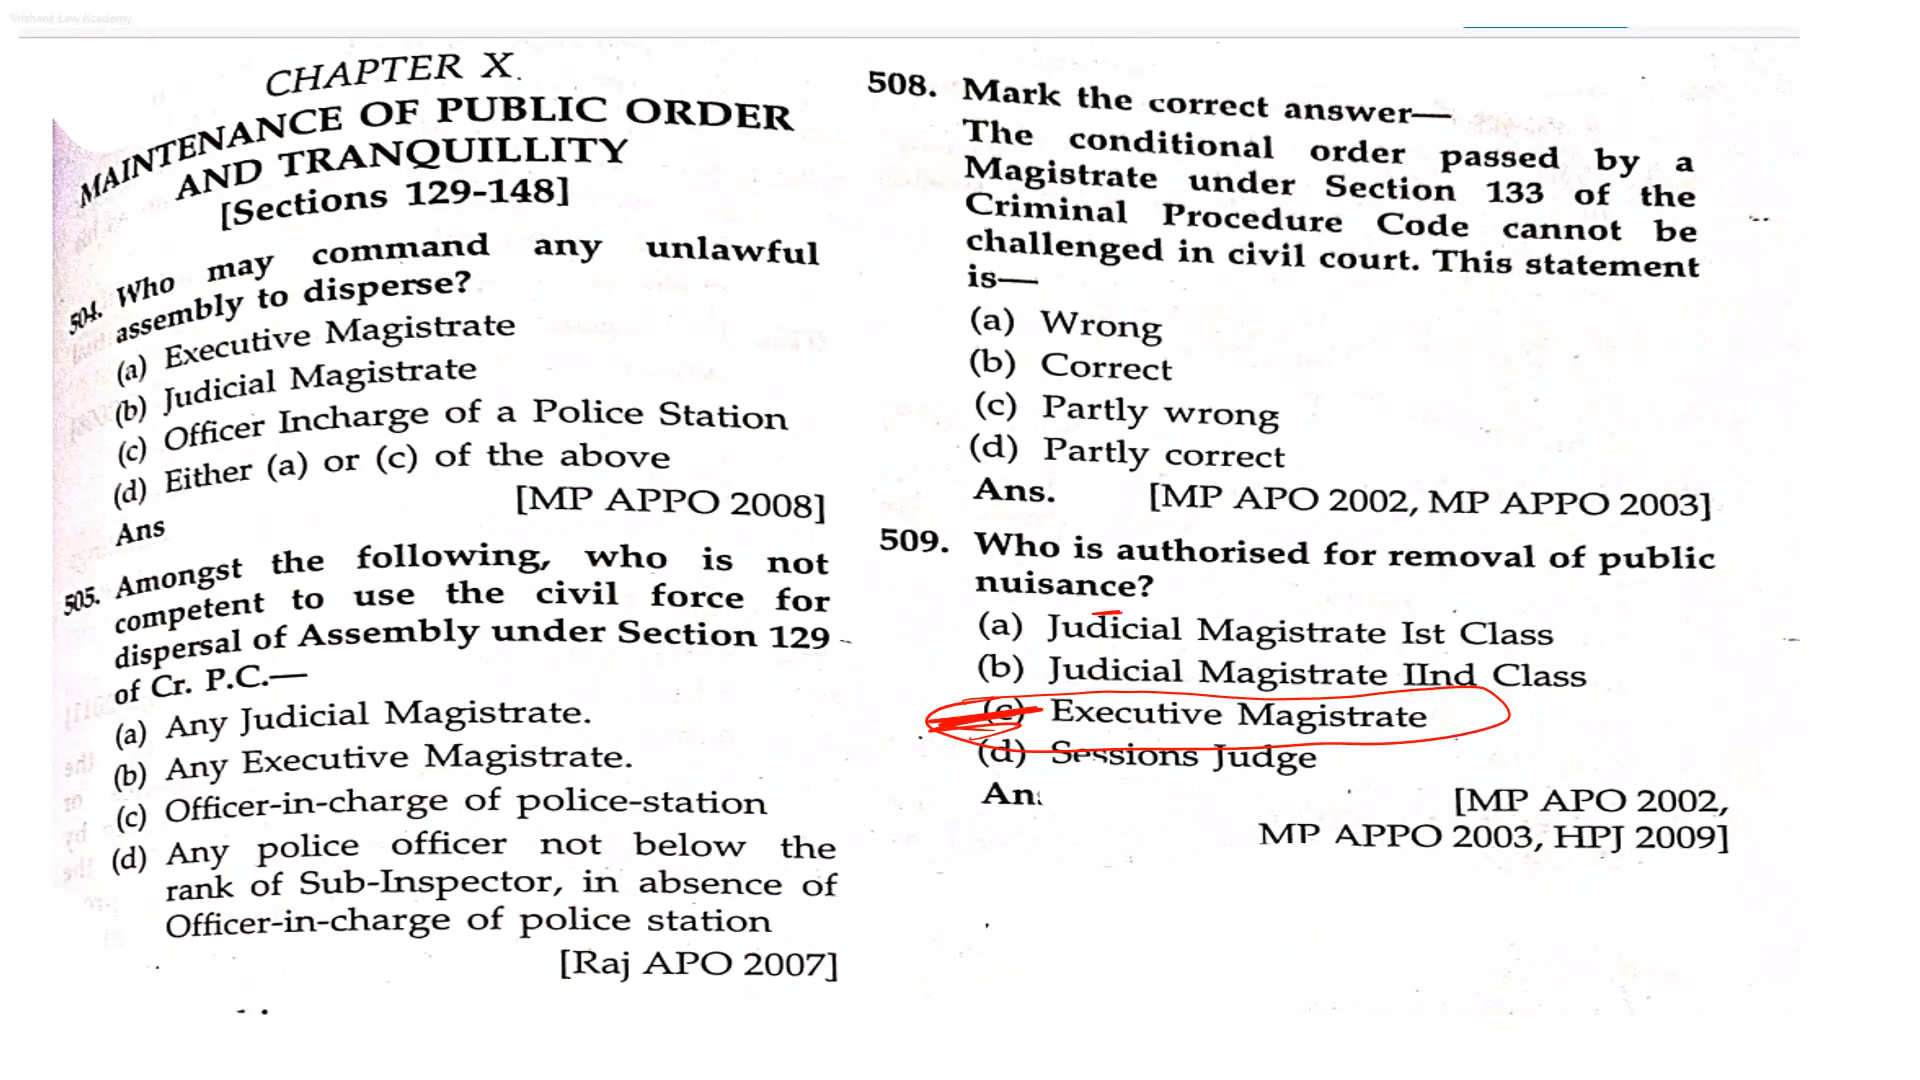 Vrishank Law Academy
CHAPTER X.
MAINTENANCE OF PUBLIC ORDER
AND TRANQUILLITY
[Sections 129-148]
504. Who may command any unlawful
assembly to disperse?
(a) Executive Magistrate
(b) Judicial Magistrate
(c) Officer Incharge of a Police Station
(d) Either (a) or (c) of the above
[MP APPO 2008]
Ans
505. Amongst the following, who is not
competent to use the civil force for
dispersal of Assembly under Section 129
of Cr. P.C.—
(a) Any Judicial Magistrate.
(b) Any Executive Magistrate.
(c) Officer-in-charge of police-station
(d) Any police officer not below the
rank of Sub-Inspector, in absence of
Officer-in-charge of police station
[Raj APO 2007]
508. Mark the correct answer—
The conditional order passed by a
Magistrate under Section 133 of the
Criminal Procedure Code cannot be
challenged in civil court. This statement
is—
(a) Wrong
(b) Correct
(c) Partly wrong
(d) Partly correct
Ans. [MP APO 2002, MP APPO 2003]
509. Who is authorised for removal of public
nuisance?
(a) Judicial Magistrate Ist Class
(b) Judicial Magistrate IInd Class
(c) Executive Magistrate
(d) Sessions Judge
An: [MP APO 2002,
MP APPO 2003, HPJ 2009]